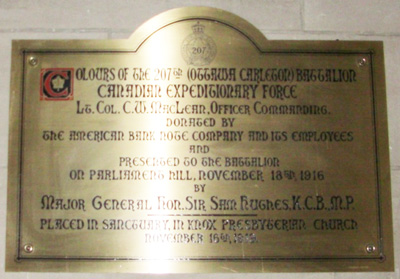 207
Colours of the 207th (Ottawa Carleton) Battalion
Canadian Expeditionary Force
Lt. Col. C. W. MacLean, Officer Commanding.
Donated by
the American Bank Note Company and its Employees
and
Presented to the Battalion
on Parliament Hill, November 18th, 1916
by
Major General Hon. Sir Sam Hughes, K.C.B., M.P.
Placed in Sanctuary, in Knox Presbyterian Church
November